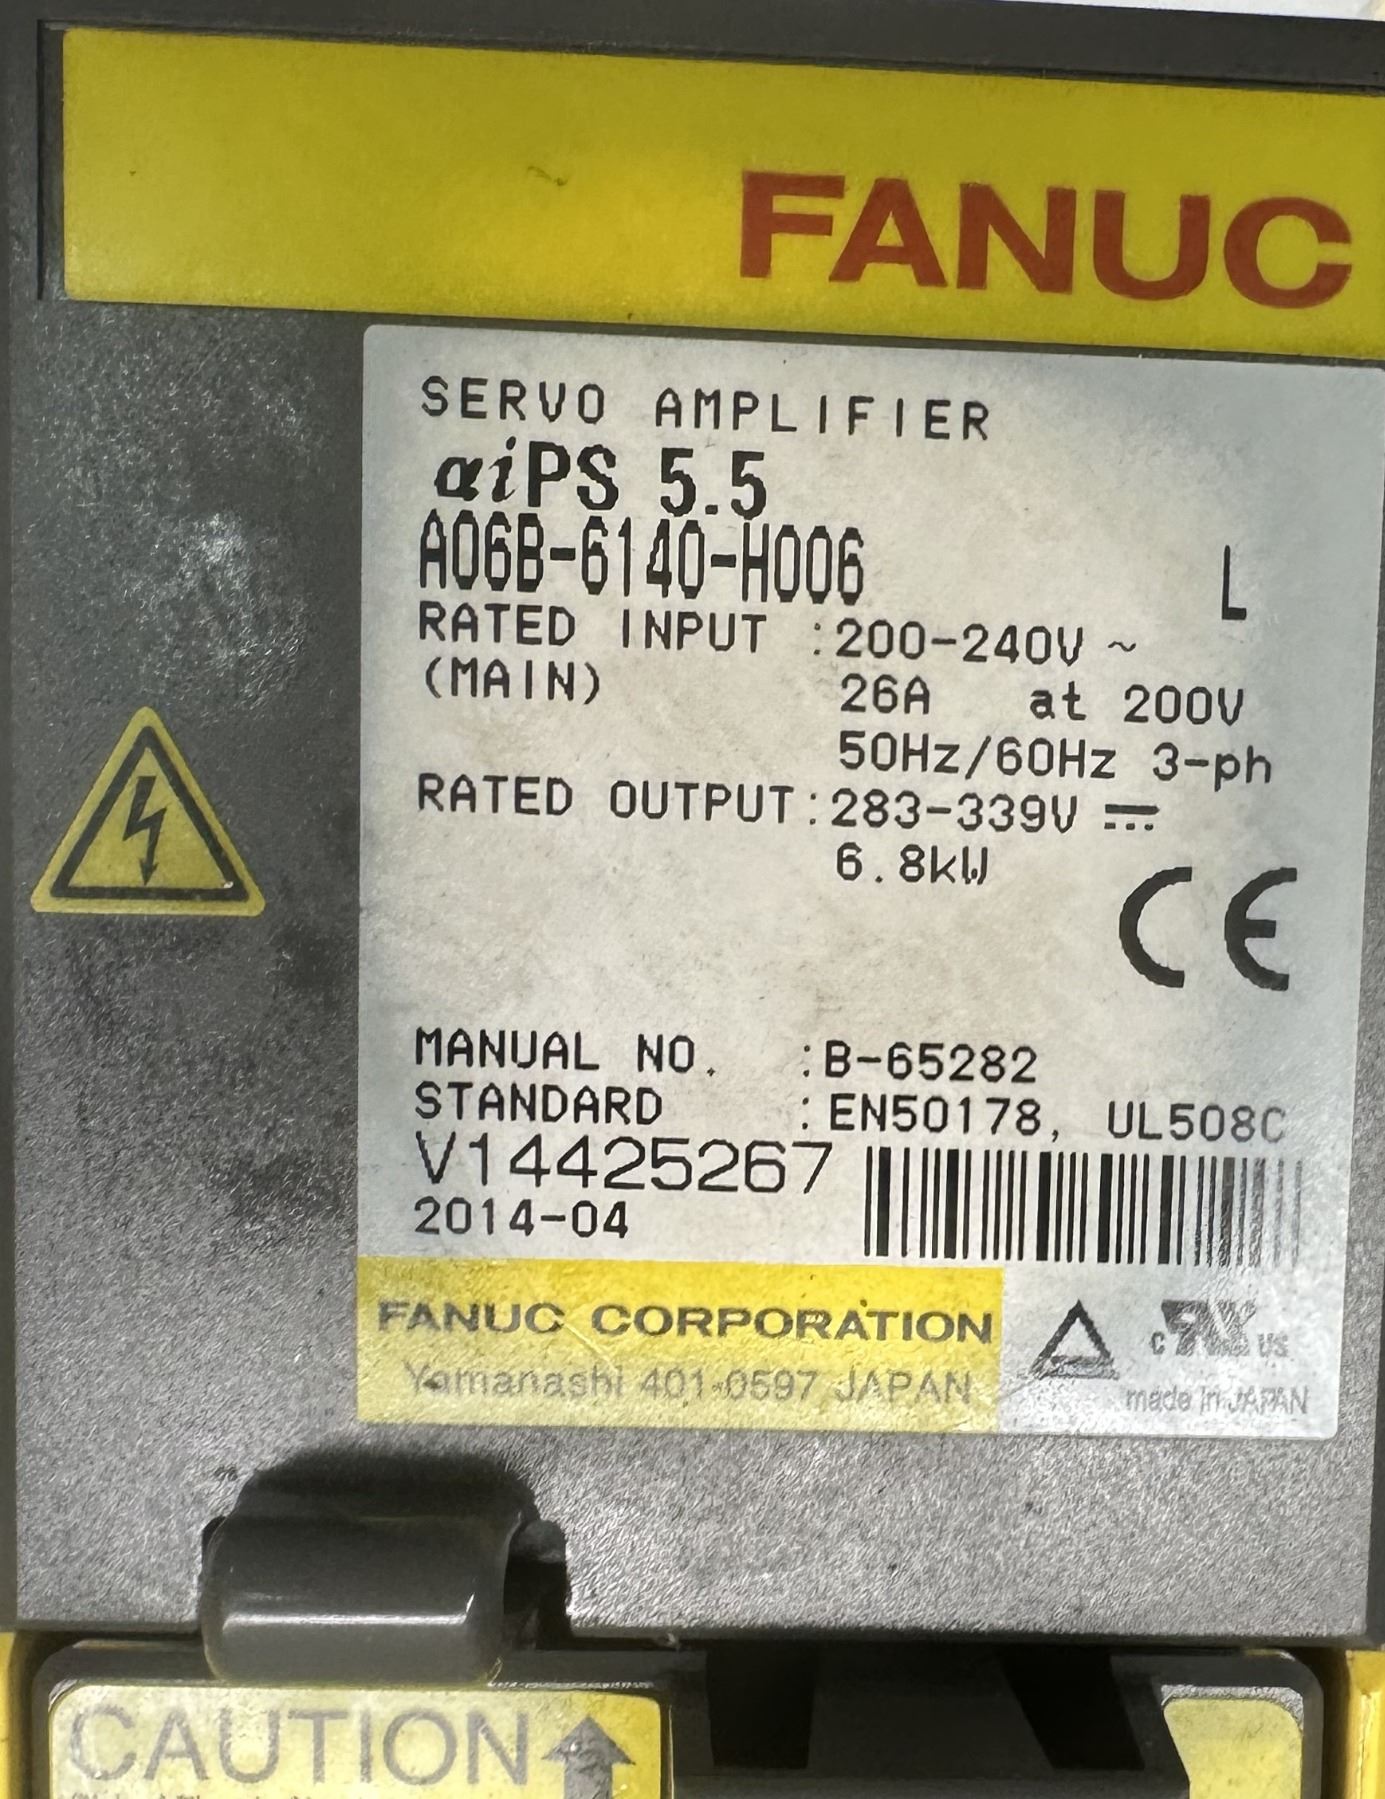 FANUC
SERVO AMPLIFIER
αiPS 5.5
A06B-6140-H006 L
RATED INPUT :200-240V ~
(MAIN) 26A at 200V
50Hz/60Hz 3-ph
RATED OUTPUT:283-339V ⎓
6.8kW
CE
MANUAL NO. :B-65282
STANDARD :EN50178, UL508C
V14425267
2014-04
FANUC CORPORATION
Yamanashi 401-0597 JAPAN
c US
made in JAPAN
CAUTION